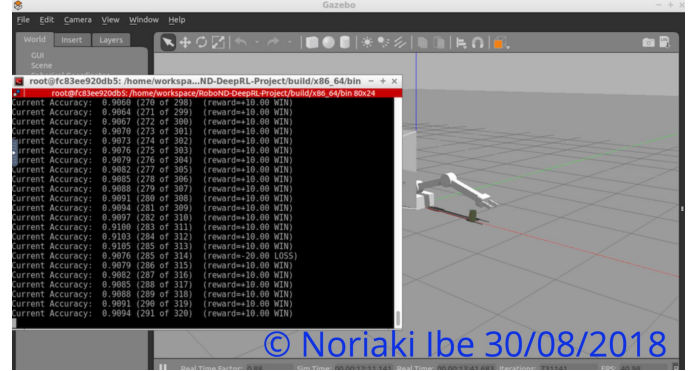 Gazebo
File Edit Camera View Window Help
World Insert Layers
GUI
Scene
root@fc83ee920db5: /home/workspa...ND-DeepRL-Project/build/x86_64/bin
root@fc83ee920db5: /home/workspace/RoboND-DeepRL-Project/build/x86_64/bin 80x24
Current Accuracy: 0.9060 (270 of 298) (reward=+10.00 WIN)
Current Accuracy: 0.9064 (271 of 299) (reward=+10.00 WIN)
Current Accuracy: 0.9067 (272 of 300) (reward=+10.00 WIN)
Current Accuracy: 0.9070 (273 of 301) (reward=+10.00 WIN)
Current Accuracy: 0.9073 (274 of 302) (reward=+10.00 WIN)
Current Accuracy: 0.9076 (275 of 303) (reward=+10.00 WIN)
Current Accuracy: 0.9079 (276 of 304) (reward=+10.00 WIN)
Current Accuracy: 0.9082 (277 of 305) (reward=+10.00 WIN)
Current Accuracy: 0.9085 (278 of 306) (reward=+10.00 WIN)
Current Accuracy: 0.9088 (279 of 307) (reward=+10.00 WIN)
Current Accuracy: 0.9091 (280 of 308) (reward=+10.00 WIN)
Current Accuracy: 0.9094 (281 of 309) (reward=+10.00 WIN)
Current Accuracy: 0.9097 (282 of 310) (reward=+10.00 WIN)
Current Accuracy: 0.9100 (283 of 311) (reward=+10.00 WIN)
Current Accuracy: 0.9103 (284 of 312) (reward=+10.00 WIN)
Current Accuracy: 0.9105 (285 of 313) (reward=+10.00 WIN)
Current Accuracy: 0.9076 (285 of 314) (reward=-20.00 LOSS)
Current Accuracy: 0.9079 (286 of 315) (reward=+10.00 WIN)
Current Accuracy: 0.9082 (287 of 316) (reward=+10.00 WIN)
Current Accuracy: 0.9085 (288 of 317) (reward=+10.00 WIN)
Current Accuracy: 0.9088 (289 of 318) (reward=+10.00 WIN)
Current Accuracy: 0.9091 (290 of 319) (reward=+10.00 WIN)
Current Accuracy: 0.9094 (291 of 320) (reward=+10.00 WIN)
© Noriaki Ibe 30/08/2018
Real Time Factor: Sim Time: Real Time: Iterations: FPS: